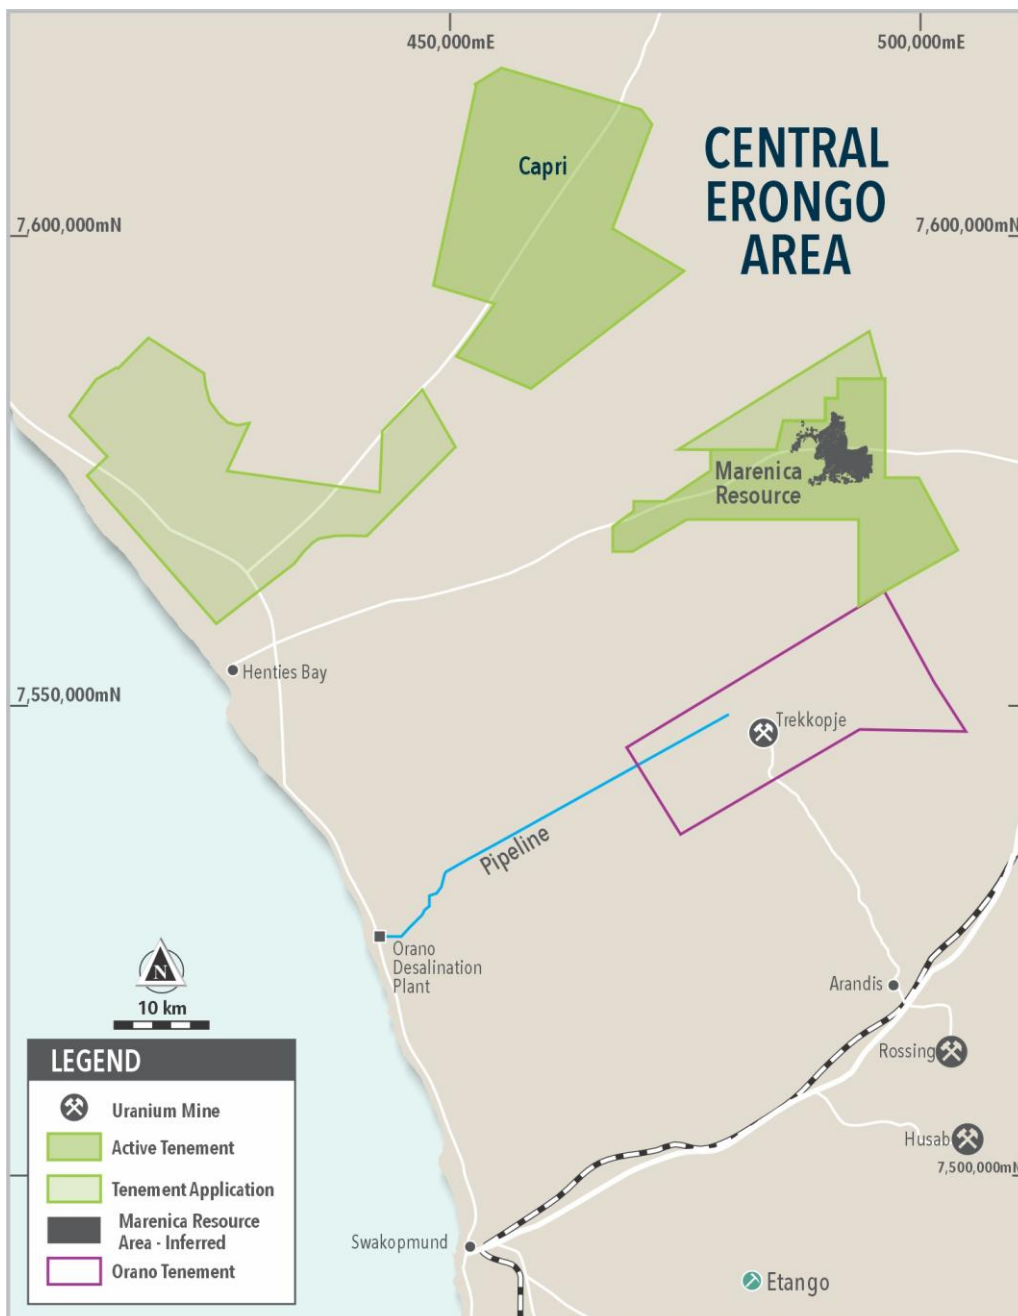 450,000mE
500,000mE
CENTRAL
ERONGO
AREA
Capri
7,600,000mN
7,600,000mN
Marenica
Resource
Henties Bay
7,550,000mN
Trekkopje
Pipeline
Orano
Desalination
Plant
N
10 km
Arandis
Rossing
Husab
7,500,000mN
Swakopmund
Etango
LEGEND
Uranium Mine
Active Tenement
Tenement Application
Marenica Resource
Area - Inferred
Orano Tenement